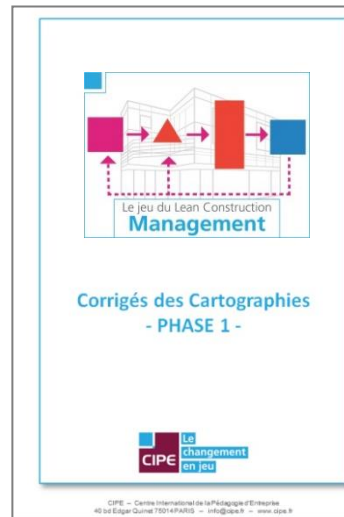 Le jeu du Lean Construction
Management
Corrigés des Cartographies
- PHASE 1 -
CIPE
Le
changement
en jeu
CIPE – Centre International de la Pédagogie d'Entreprise
40 bd Edgar Quinet 75014 PARIS – info@cipe.fr – www.cipe.fr